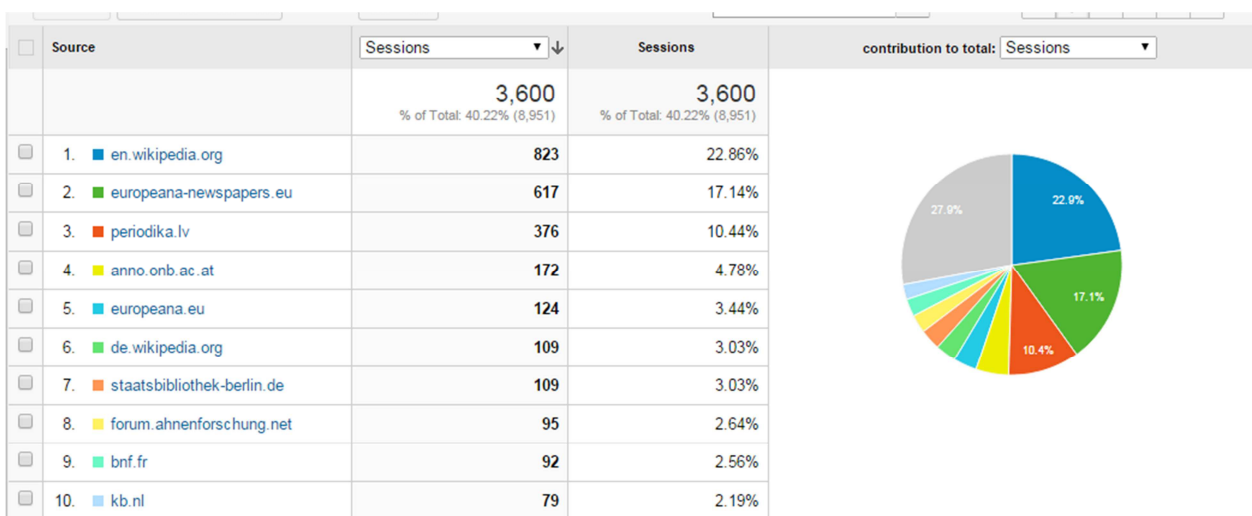 Source Sessions Sessions contribution to total: Sessions
3,600 3,600
% of Total: 40.22% (8,951) % of Total: 40.22% (8,951)
1. en.wikipedia.org 823 22.86%
2. europeana-newspapers.eu 617 17.14%
3. periodika.lv 376 10.44%
4. anno.onb.ac.at 172 4.78%
5. europeana.eu 124 3.44%
6. de.wikipedia.org 109 3.03%
7. staatsbibliothek-berlin.de 109 3.03%
8. forum.ahnenforschung.net 95 2.64%
9. bnf.fr 92 2.56%
10. kb.nl 79 2.19%
22.9%
27.9%
17.1%
10.4%